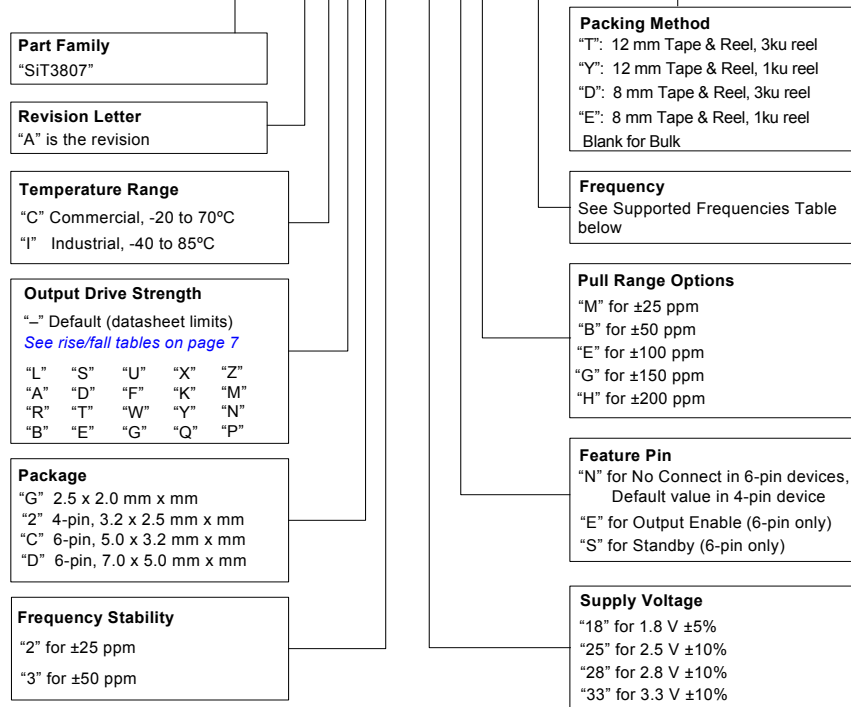 Part Family
“SiT3807”
Revision Letter
“A” is the revision
Temperature Range
“C” Commercial, -20 to 70ºC
“I” Industrial, -40 to 85ºC
Output Drive Strength
“–” Default (datasheet limits)
See rise/fall tables on page 7
“L” “S” “U” “X” “Z”
“A” “D” “F” “K” “M”
“R” “T” “W” “Y” “N”
“B” “E” “G” “Q” “P”
Package
“G” 2.5 x 2.0 mm x mm
“2” 4-pin, 3.2 x 2.5 mm x mm
“C” 6-pin, 5.0 x 3.2 mm x mm
“D” 6-pin, 7.0 x 5.0 mm x mm
Frequency Stability
“2” for ±25 ppm
“3” for ±50 ppm
Packing Method
“T”: 12 mm Tape & Reel, 3ku reel
“Y”: 12 mm Tape & Reel, 1ku reel
“D”: 8 mm Tape & Reel, 3ku reel
“E”: 8 mm Tape & Reel, 1ku reel
Blank for Bulk
Frequency
See Supported Frequencies Table
below
Pull Range Options
“M” for ±25 ppm
“B” for ±50 ppm
“E” for ±100 ppm
“G” for ±150 ppm
“H” for ±200 ppm
Feature Pin
“N” for No Connect in 6-pin devices,
Default value in 4-pin device
“E” for Output Enable (6-pin only)
“S” for Standby (6-pin only)
Supply Voltage
“18” for 1.8 V ±5%
“25” for 2.5 V ±10%
“28” for 2.8 V ±10%
“33” for 3.3 V ±10%